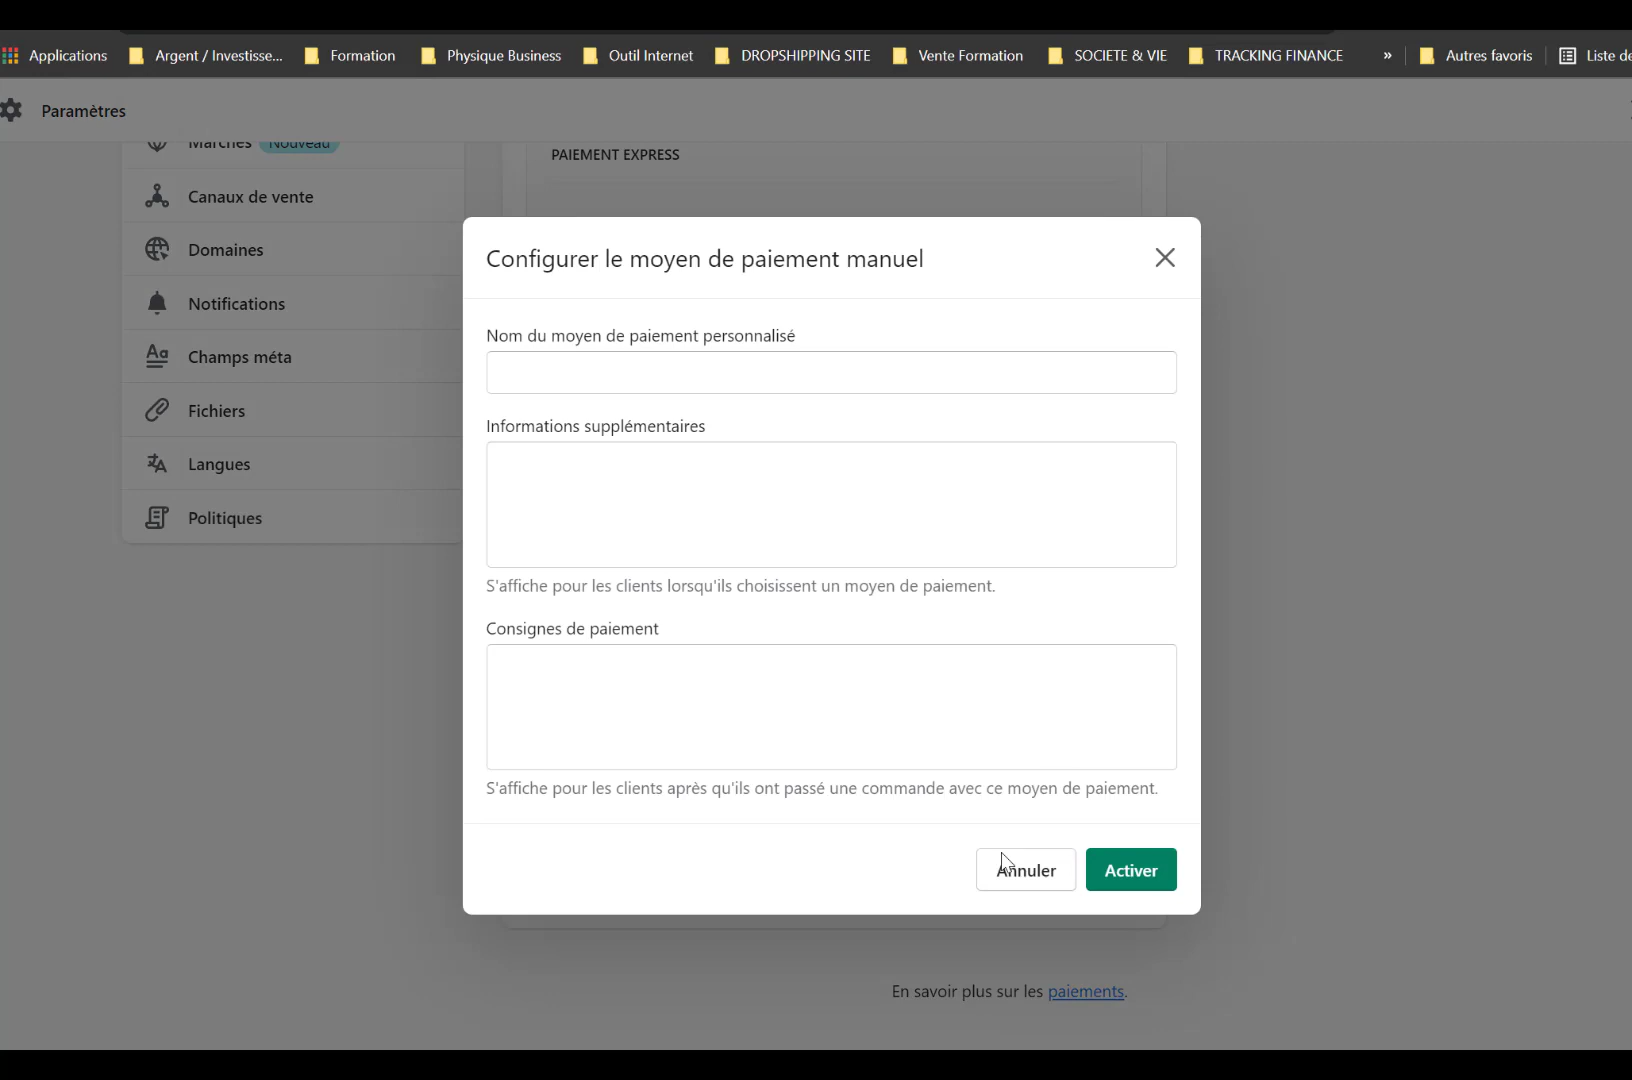 Applications Argent / Investisse... Formation Physique Business Outil Internet DROPSHIPPING SITE Vente Formation SOCIETE & VIE TRACKING FINANCE » Autres favoris Liste de
Paramètres
Marchés Nouveau
PAIEMENT EXPRESS
Canaux de vente
Domaines
Notifications
Champs méta
Fichiers
Langues
Politiques
Configurer le moyen de paiement manuel
Nom du moyen de paiement personnalisé
Informations supplémentaires
S'affiche pour les clients lorsqu'ils choisissent un moyen de paiement.
Consignes de paiement
S'affiche pour les clients après qu'ils ont passé une commande avec ce moyen de paiement.
Annuler Activer
En savoir plus sur les paiements.